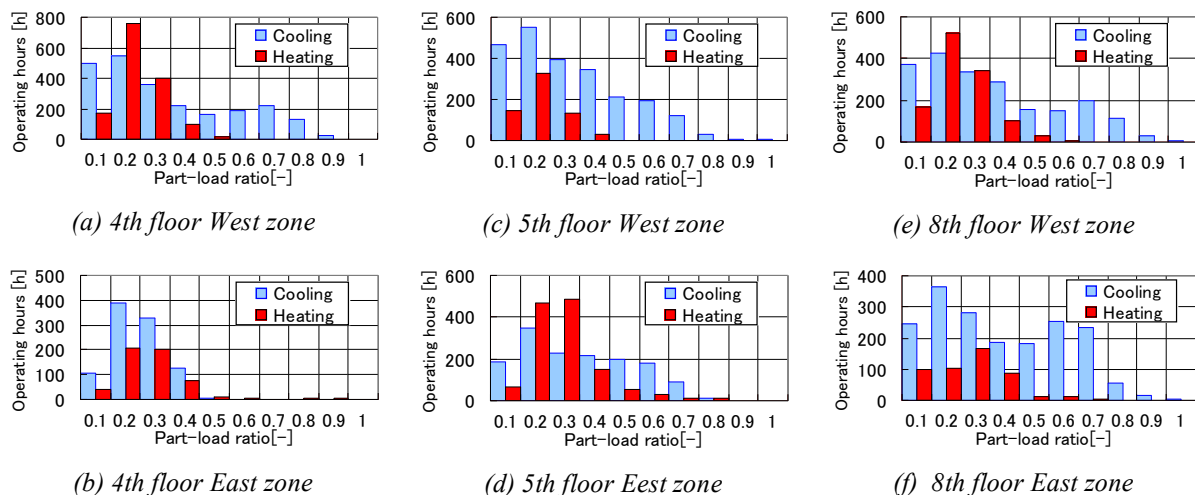 Operating hours [h]
800
600
400
200
0
Cooling
Heating
0.1 0.2 0.3 0.4 0.5 0.6 0.7 0.8 0.9 1
Part-load ratio[-]
(a) 4th floor West zone
Operating hours [h]
600
400
200
0
Cooling
Heating
0.1 0.2 0.3 0.4 0.5 0.6 0.7 0.8 0.9 1
Part-load ratio[-]
(c) 5th floor West zone
Operating hours [h]
600
400
200
0
Cooling
Heating
0.1 0.2 0.3 0.4 0.5 0.6 0.7 0.8 0.9 1
Part-load ratio[-]
(e) 8th floor West zone
Operating hours [h]
500
400
300
200
100
0
Cooling
Heating
0.1 0.2 0.3 0.4 0.5 0.6 0.7 0.8 0.9 1
Part-load ratio[-]
(b) 4th floor East zone
Operating hours [h]
600
400
200
0
Cooling
Heating
0.1 0.2 0.3 0.4 0.5 0.6 0.7 0.8 0.9 1
Part-load ratio[-]
(d) 5th floor Eest zone
Operating hours [h]
400
300
200
100
0
Cooling
Heating
0.1 0.2 0.3 0.4 0.5 0.6 0.7 0.8 0.9 1
Part-load ratio[-]
(f) 8th floor East zone